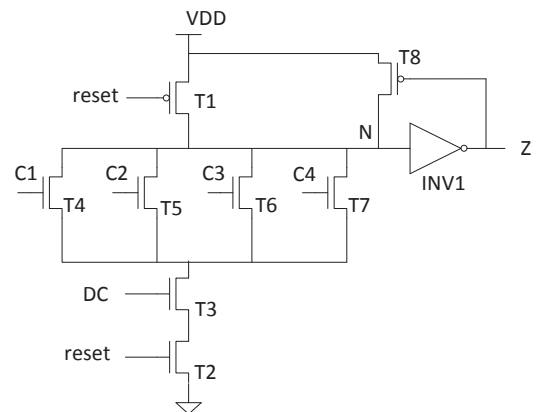 VDD
T8
reset
T1
N
Z
INV1
C1
C2
C3
C4
T4
T5
T6
T7
DC
T3
reset
T2